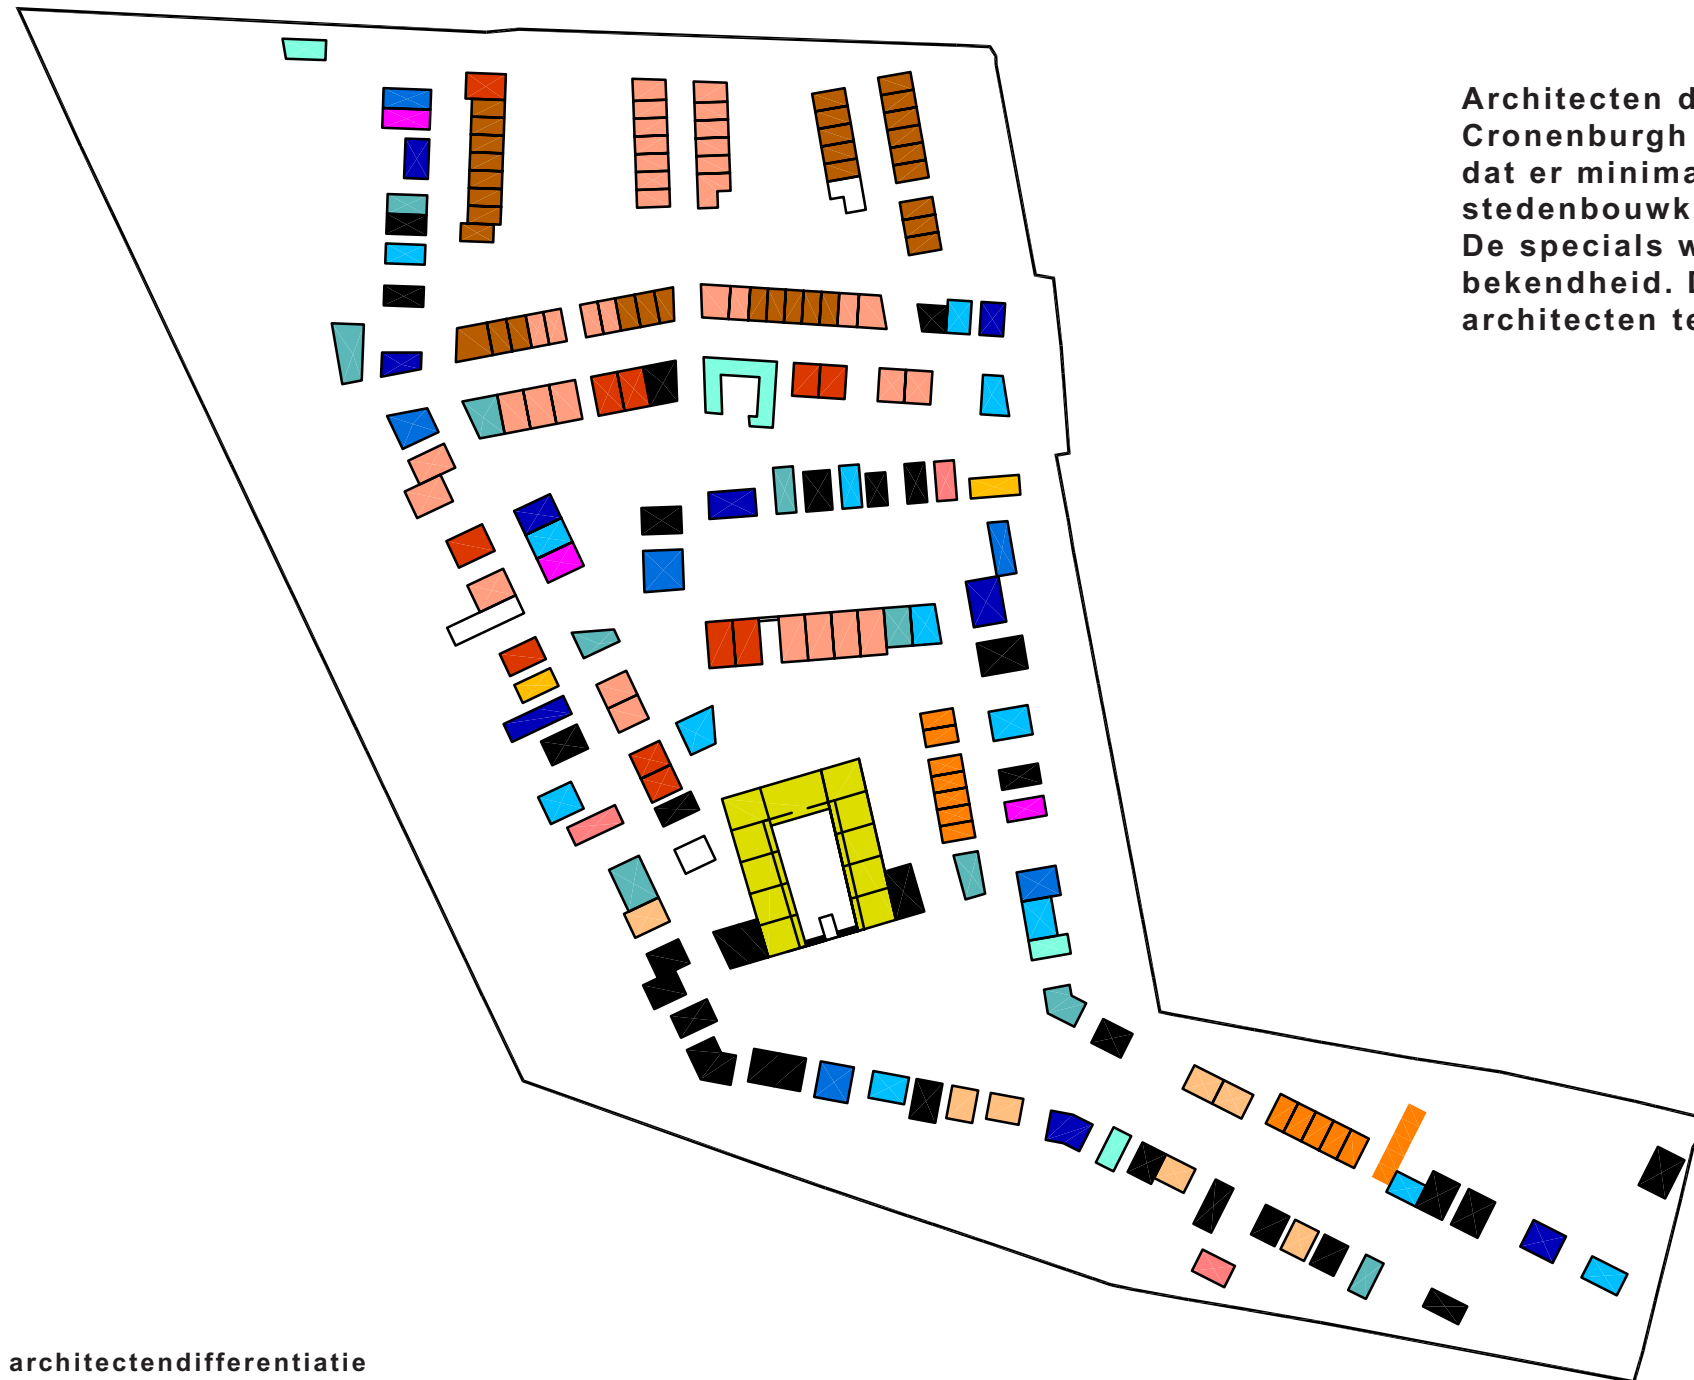 Architecten d
Cronenburgh
dat er minima
stedenbouwk
De specials w
bekendheid. D
architecten te
architectendifferentiatie